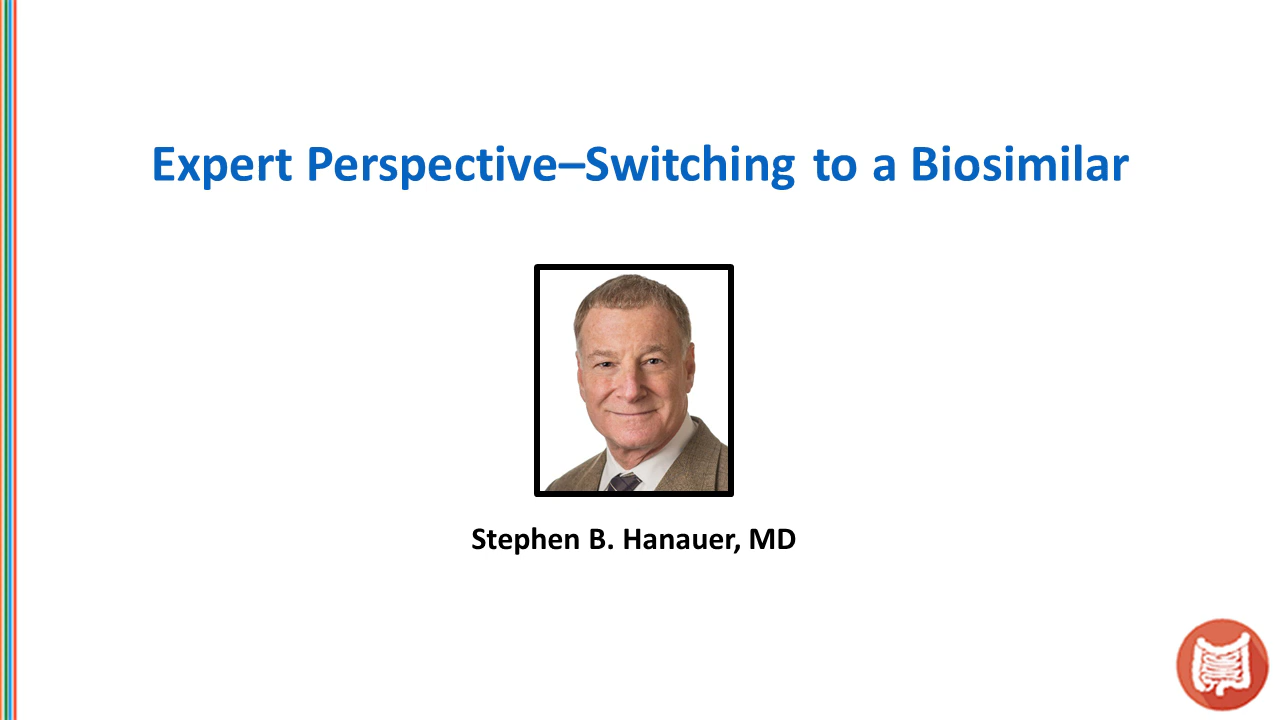 Expert Perspective–Switching to a Biosimilar
Stephen B. Hanauer, MD